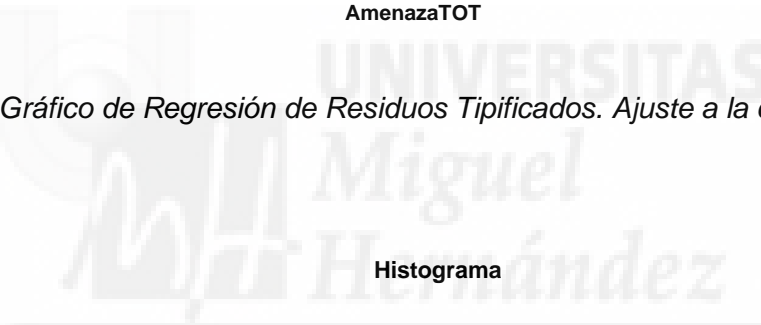 AmenazaTOT
UNIVERSITAS
Gráfico de Regresión de Residuos Tipificados. Ajuste a la
Miguel
Hernández
Histograma